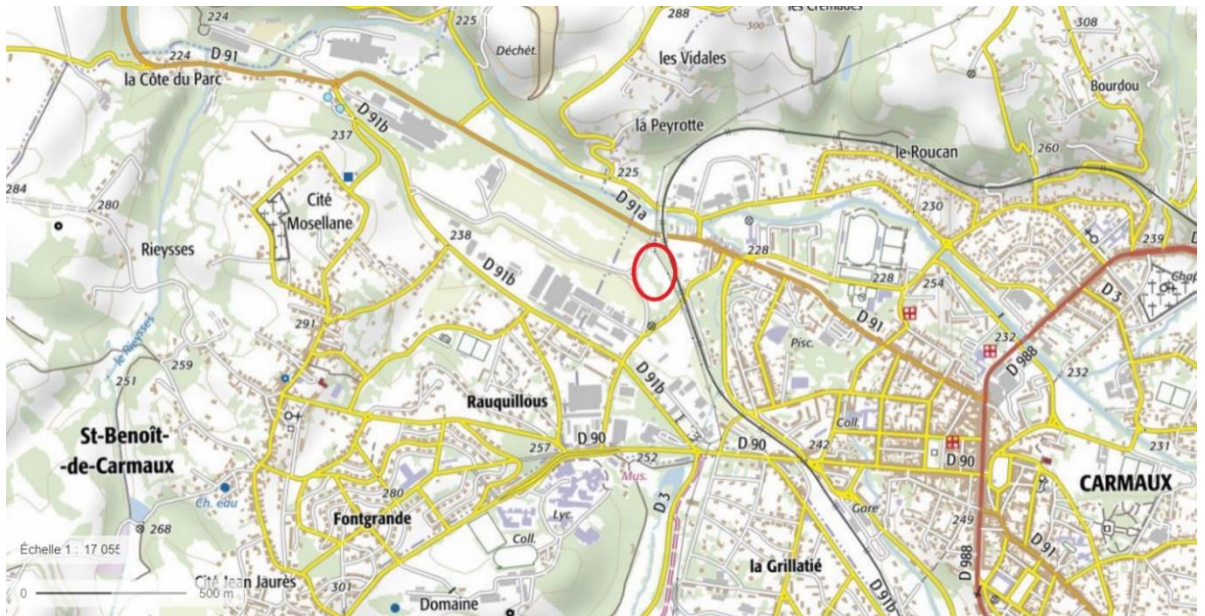 les Crémades
224
225
288
300
308
Déchèt.
les Vidales
224
D 91
Bourdou
la Côte du Parc
la Peyrotte
D 91b
237
le Roucan
260
225
284
280
Cité
Mosellane
D 91a
230
Rieysses
238
239
228
Chap
D 91b
228
254
D 3
291
232
le Rieysses
D 91
D 988
259
Pisc.
232
251
D 91b
Rauquillous
Coll.
St-Benoît-
-de-Carmaux
257
D 90
D 90
242
231
252
D 90
Mus.
CARMAUX
280
Ch. eau
D 3
Lyc.
Gare
Fontgrande
249
268
Coll.
D 91
Échelle 1 : 17 055
la Grillatié
D 988
Cité Jean Jaurès
301
D 91b
0
500 m
Domaine